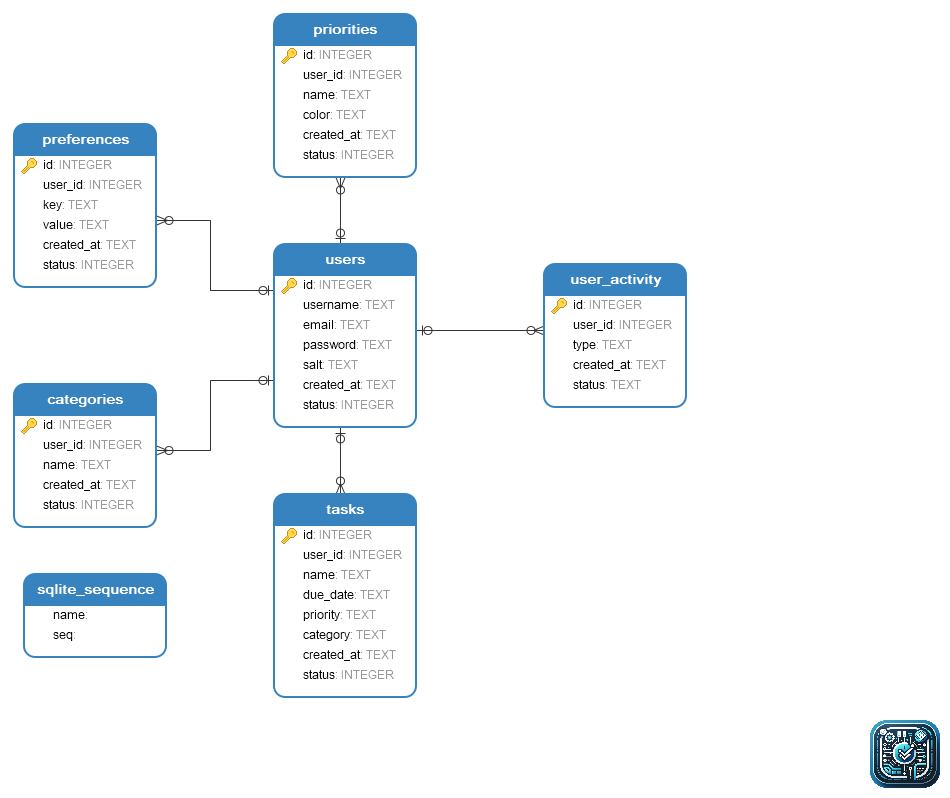 priorities
id: INTEGER
user_id: INTEGER
name: TEXT
color: TEXT
created_at: TEXT
status: INTEGER
preferences
id: INTEGER
user_id: INTEGER
key: TEXT
value: TEXT
created_at: TEXT
status: INTEGER
users
id: INTEGER
username: TEXT
email: TEXT
password: TEXT
salt: TEXT
created_at: TEXT
status: INTEGER
user_activity
id: INTEGER
user_id: INTEGER
type: TEXT
created_at: TEXT
status: TEXT
categories
id: INTEGER
user_id: INTEGER
name: TEXT
created_at: TEXT
status: INTEGER
tasks
id: INTEGER
user_id: INTEGER
name: TEXT
due_date: TEXT
priority: TEXT
category: TEXT
created_at: TEXT
status: INTEGER
sqlite_sequence
name:
seq: